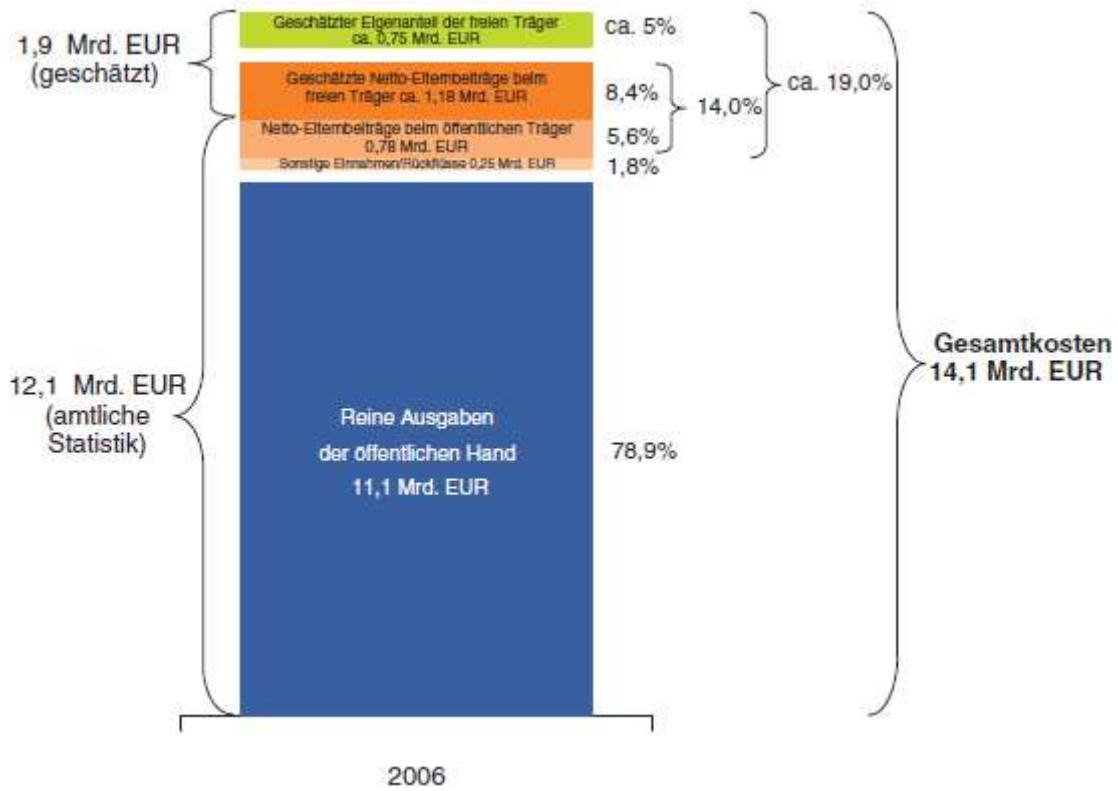 1,9 Mrd. EUR
(geschätzt)
Geschätzter Eigenanteil der freien Träger
ca. 0,75 Mrd. EUR
ca. 5%
Geschätzte Netto-Elternbeiträge beim
freien Träger ca. 1,18 Mrd. EUR
8,4%
14,0%
ca. 19,0%
Netto-Elternbeiträge beim öffentlichen Träger
0,78 Mrd. EUR
5,6%
Sonstige Einnahmen/Rückflüsse 0,25 Mrd. EUR
1,8%
12,1 Mrd. EUR
(amtliche
Statistik)
Reine Ausgaben
der öffentlichen Hand
11,1 Mrd. EUR
78,9%
Gesamtkosten
14,1 Mrd. EUR
2006